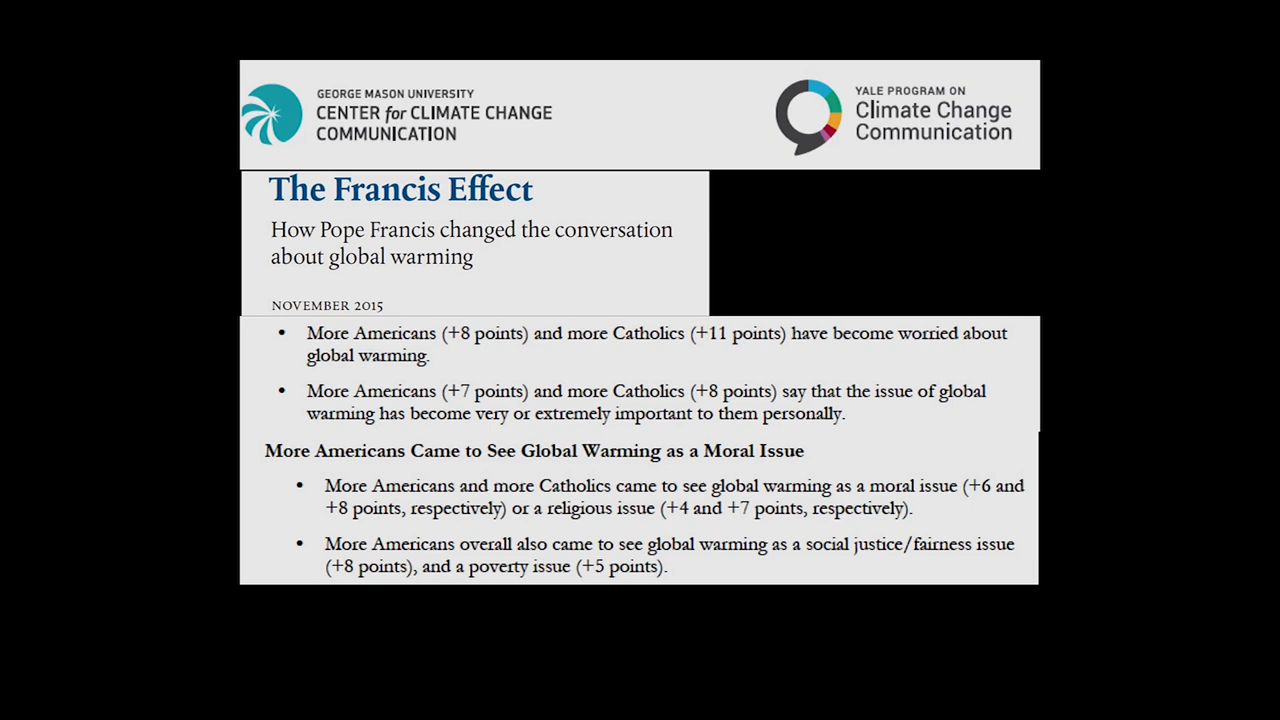 GEORGE MASON UNIVERSITY
CENTER for CLIMATE CHANGE
COMMUNICATION
YALE PROGRAM ON
Climate Change
Communication
The Francis Effect
How Pope Francis changed the conversation
about global warming
NOVEMBER 2015
• More Americans (+8 points) and more Catholics (+11 points) have become worried about
global warming.
• More Americans (+7 points) and more Catholics (+8 points) say that the issue of global
warming has become very or extremely important to them personally.
More Americans Came to See Global Warming as a Moral Issue
• More Americans and more Catholics came to see global warming as a moral issue (+6 and
+8 points, respectively) or a religious issue (+4 and +7 points, respectively).
• More Americans overall also came to see global warming as a social justice/fairness issue
(+8 points), and a poverty issue (+5 points).